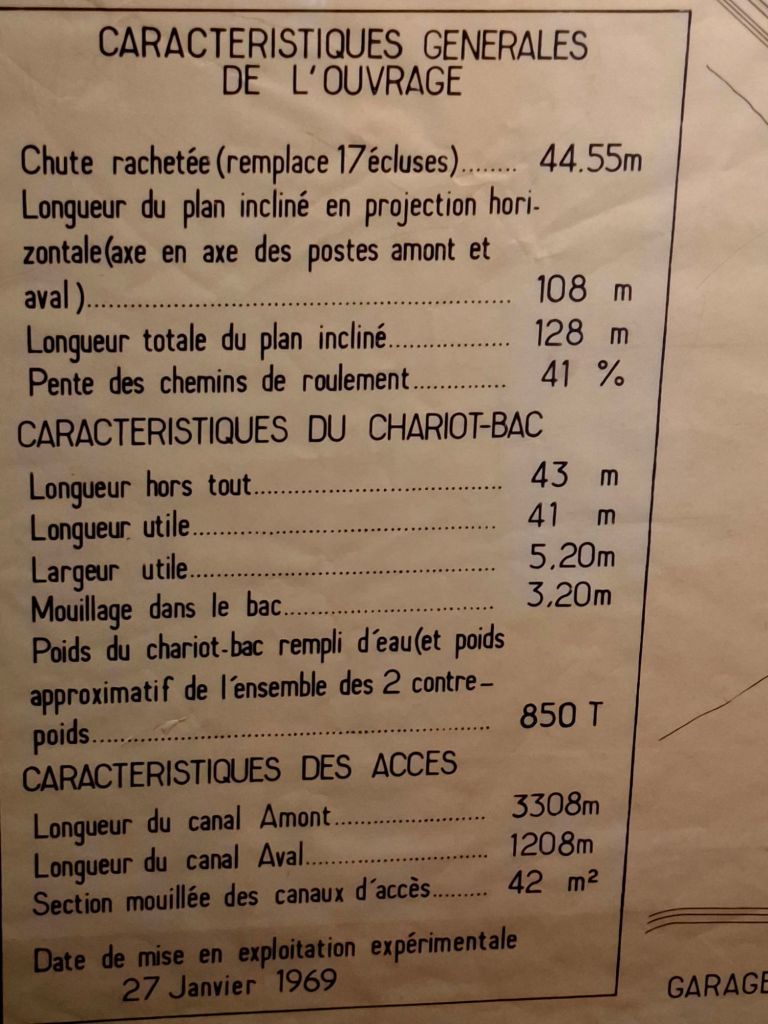 CARACTERISTIQUES GENERALES
DE L'OUVRAGE
Chute rachetée (remplace 17 écluses)........ 44.55m
Longueur du plan incliné en projection hori-
zontale (axe en axe des postes amont et
aval).................................................. 108 m
Longueur totale du plan incliné................. 128 m
Pente des chemins de roulement............. 41 %
CARACTERISTIQUES DU CHARIOT-BAC
Longueur hors tout................................... 43 m
Longueur utile........................................... 41 m
Largeur utile............................................ 5,20m
Mouillage dans le bac............................. 3,20m
Poids du chariot-bac rempli d'eau (et poids
approximatif de l'ensemble des 2 contre-
poids...................................................... 850 T
CARACTERISTIQUES DES ACCES
Longueur du canal Amont...................... 3308m
Longueur du canal Aval.......................... 1208m
Section mouillée des canaux d'accès........ 42 m²
Date de mise en exploitation expérimentale
27 Janvier 1969
GARAGE